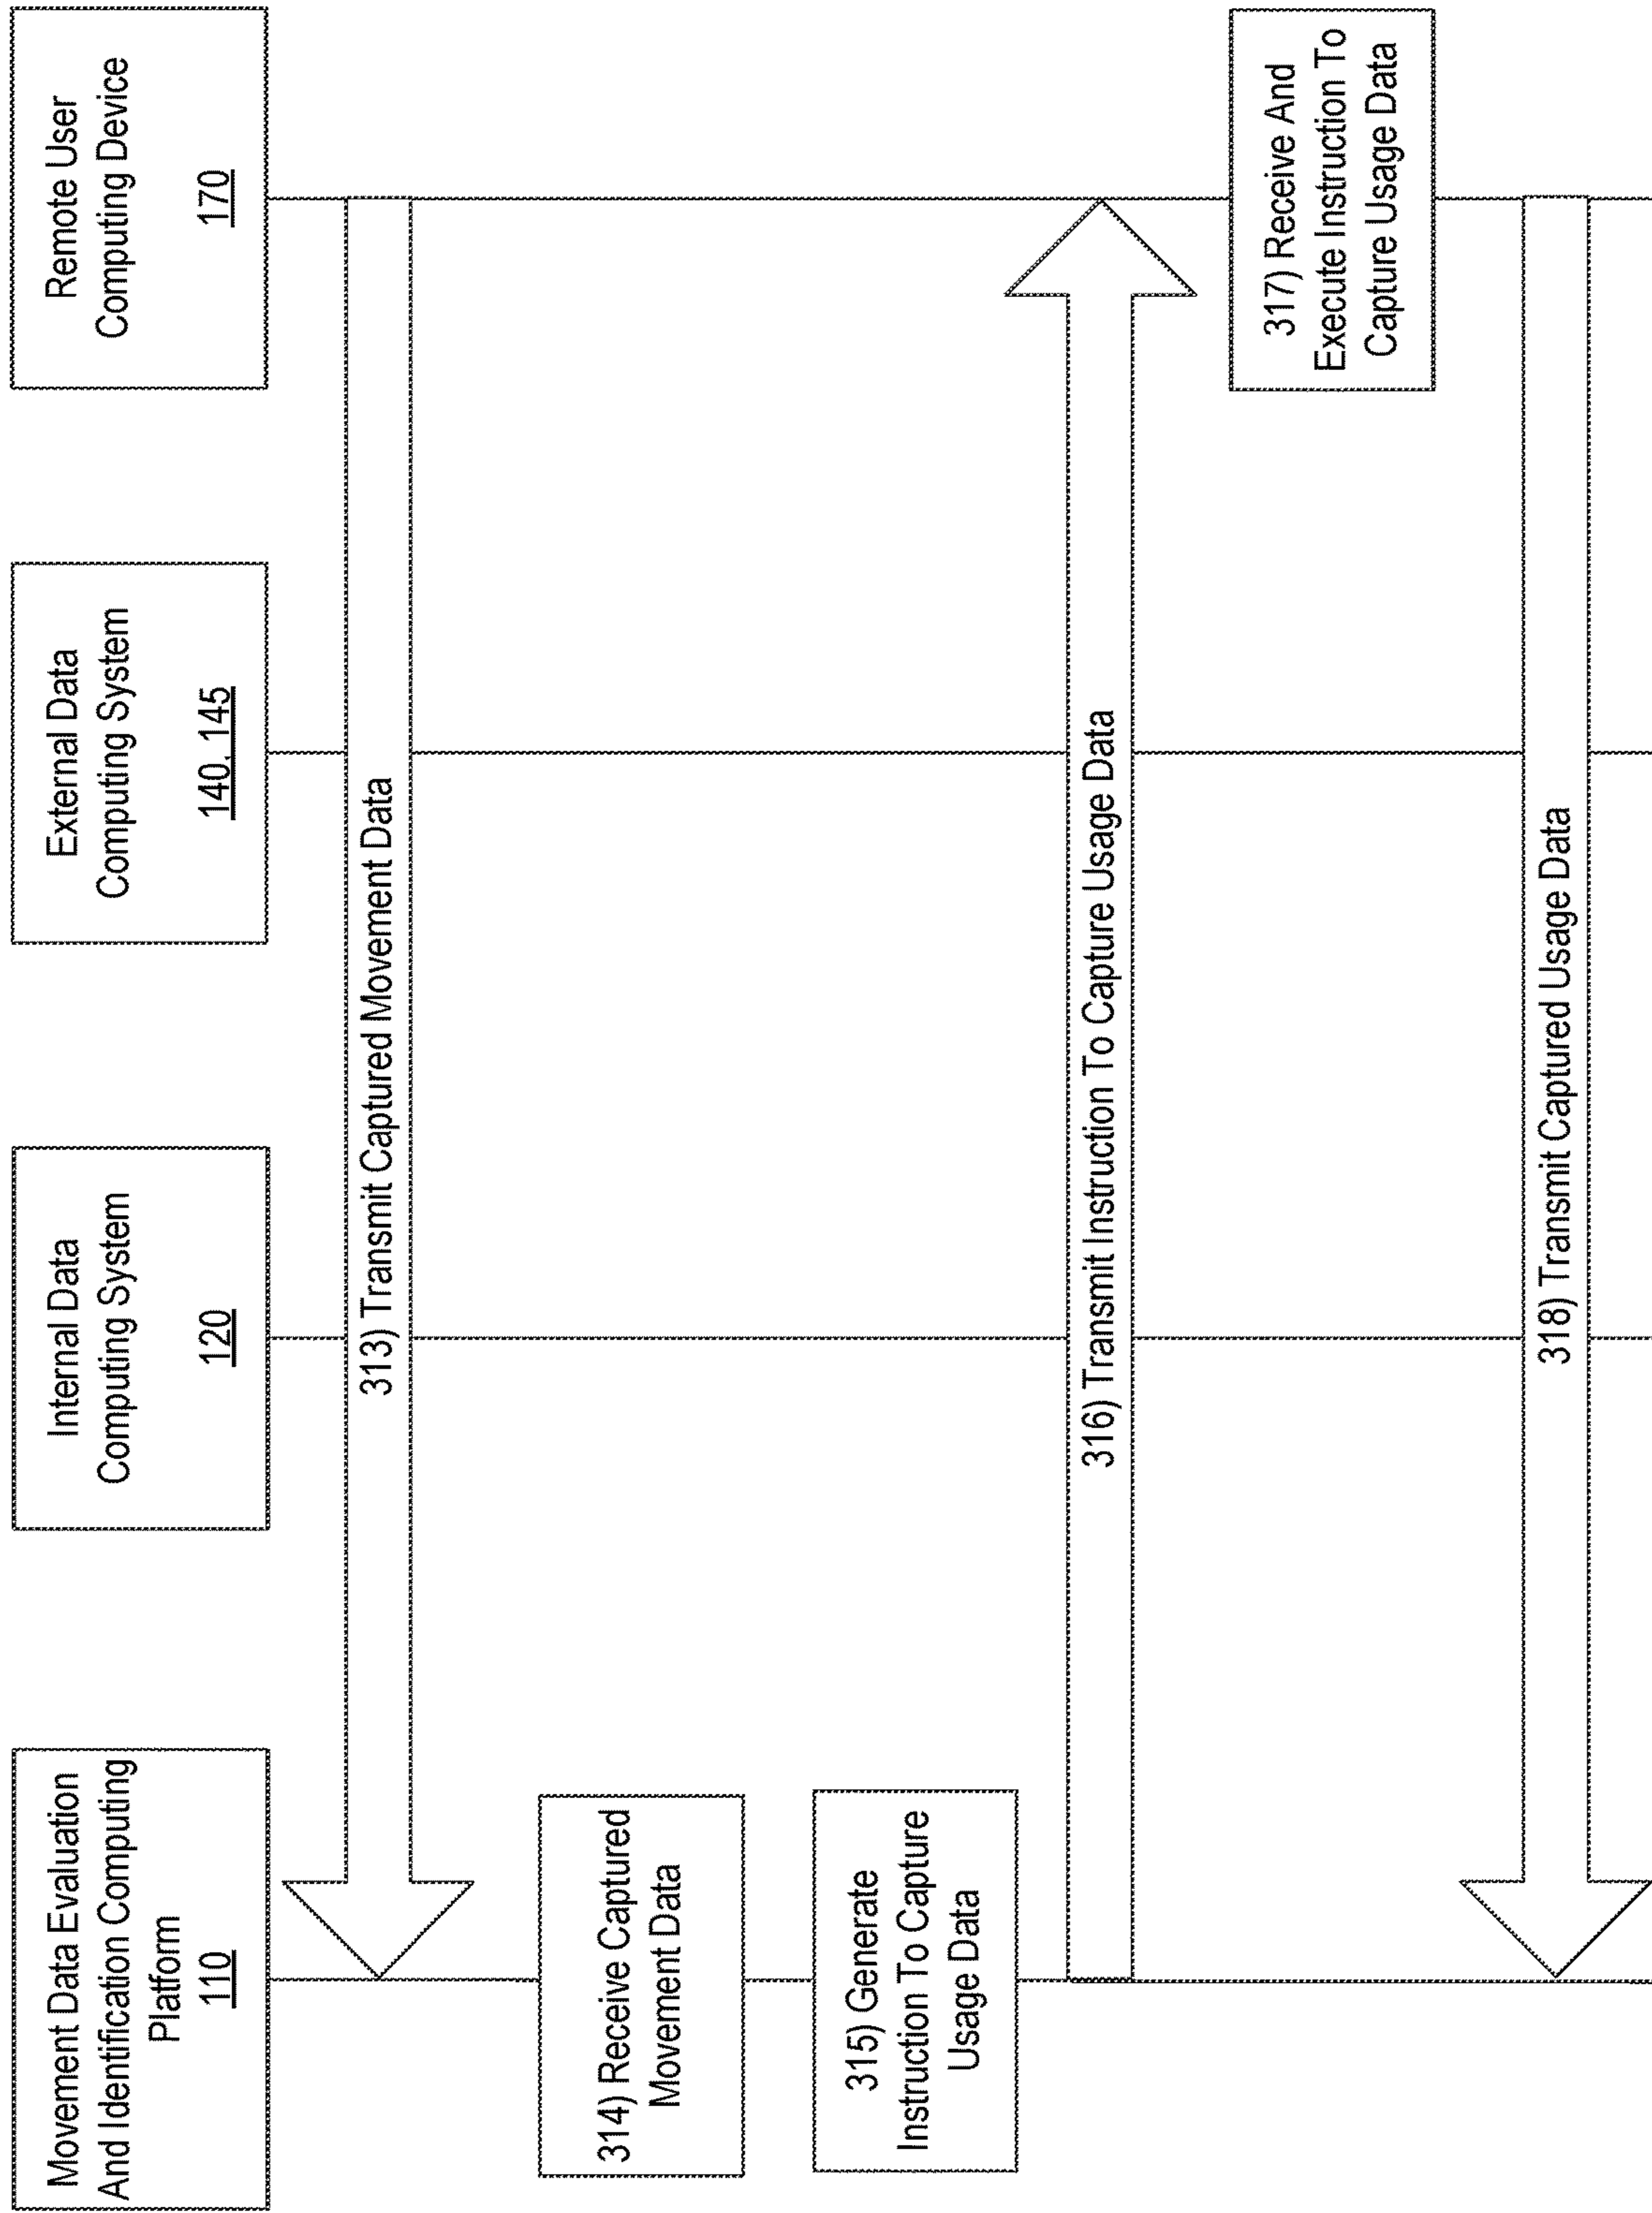 Movement Data Evaluation
And Identification Computing
Platform
110
Internal Data
Computing System
120
External Data
Computing System
140, 145
Remote User
Computing Device
170
313) Transmit Captured Movement Data
314) Receive Captured
Movement Data
315) Generate
Instruction To Capture
Usage Data
316) Transmit Instruction To Capture Usage Data
317) Receive And
Execute Instruction To
Capture Usage Data
318) Transmit Captured Usage Data